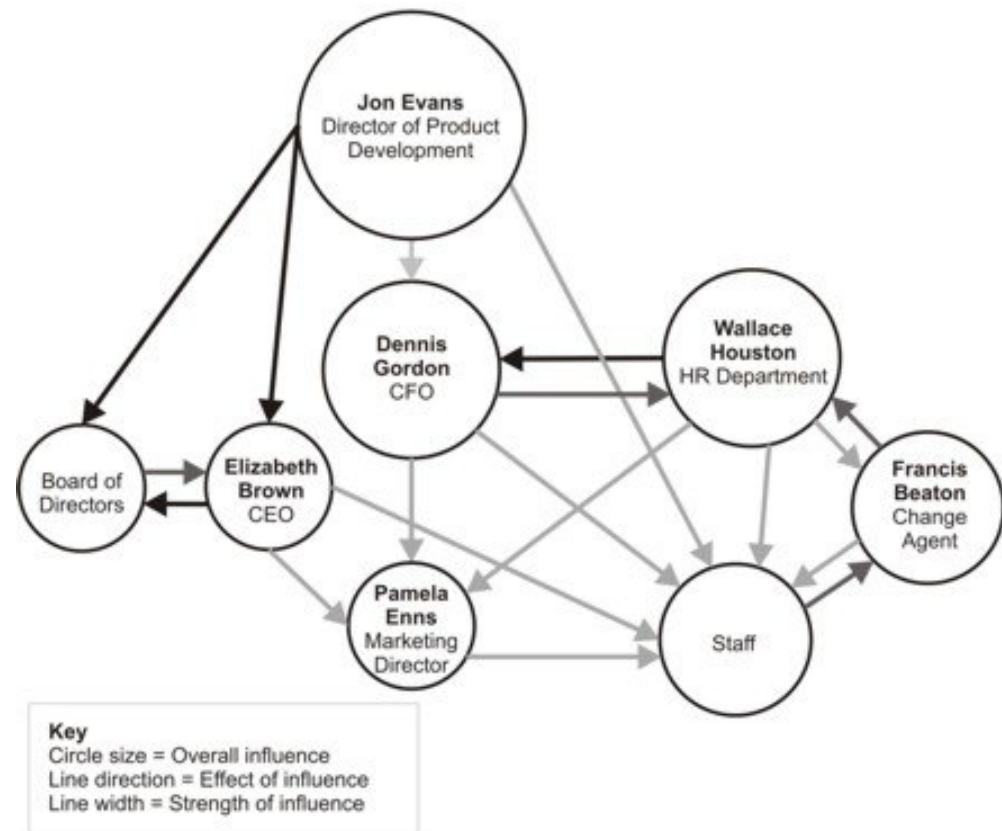 Jon Evans
Director of Product
Development
Dennis
Gordon
CFO
Wallace
Houston
HR Department
Board of
Directors
Elizabeth
Brown
CEO
Francis
Beaton
Change
Agent
Pamela
Enns
Marketing
Director
Staff
Key
Circle size = Overall influence
Line direction = Effect of influence
Line width = Strength of influence